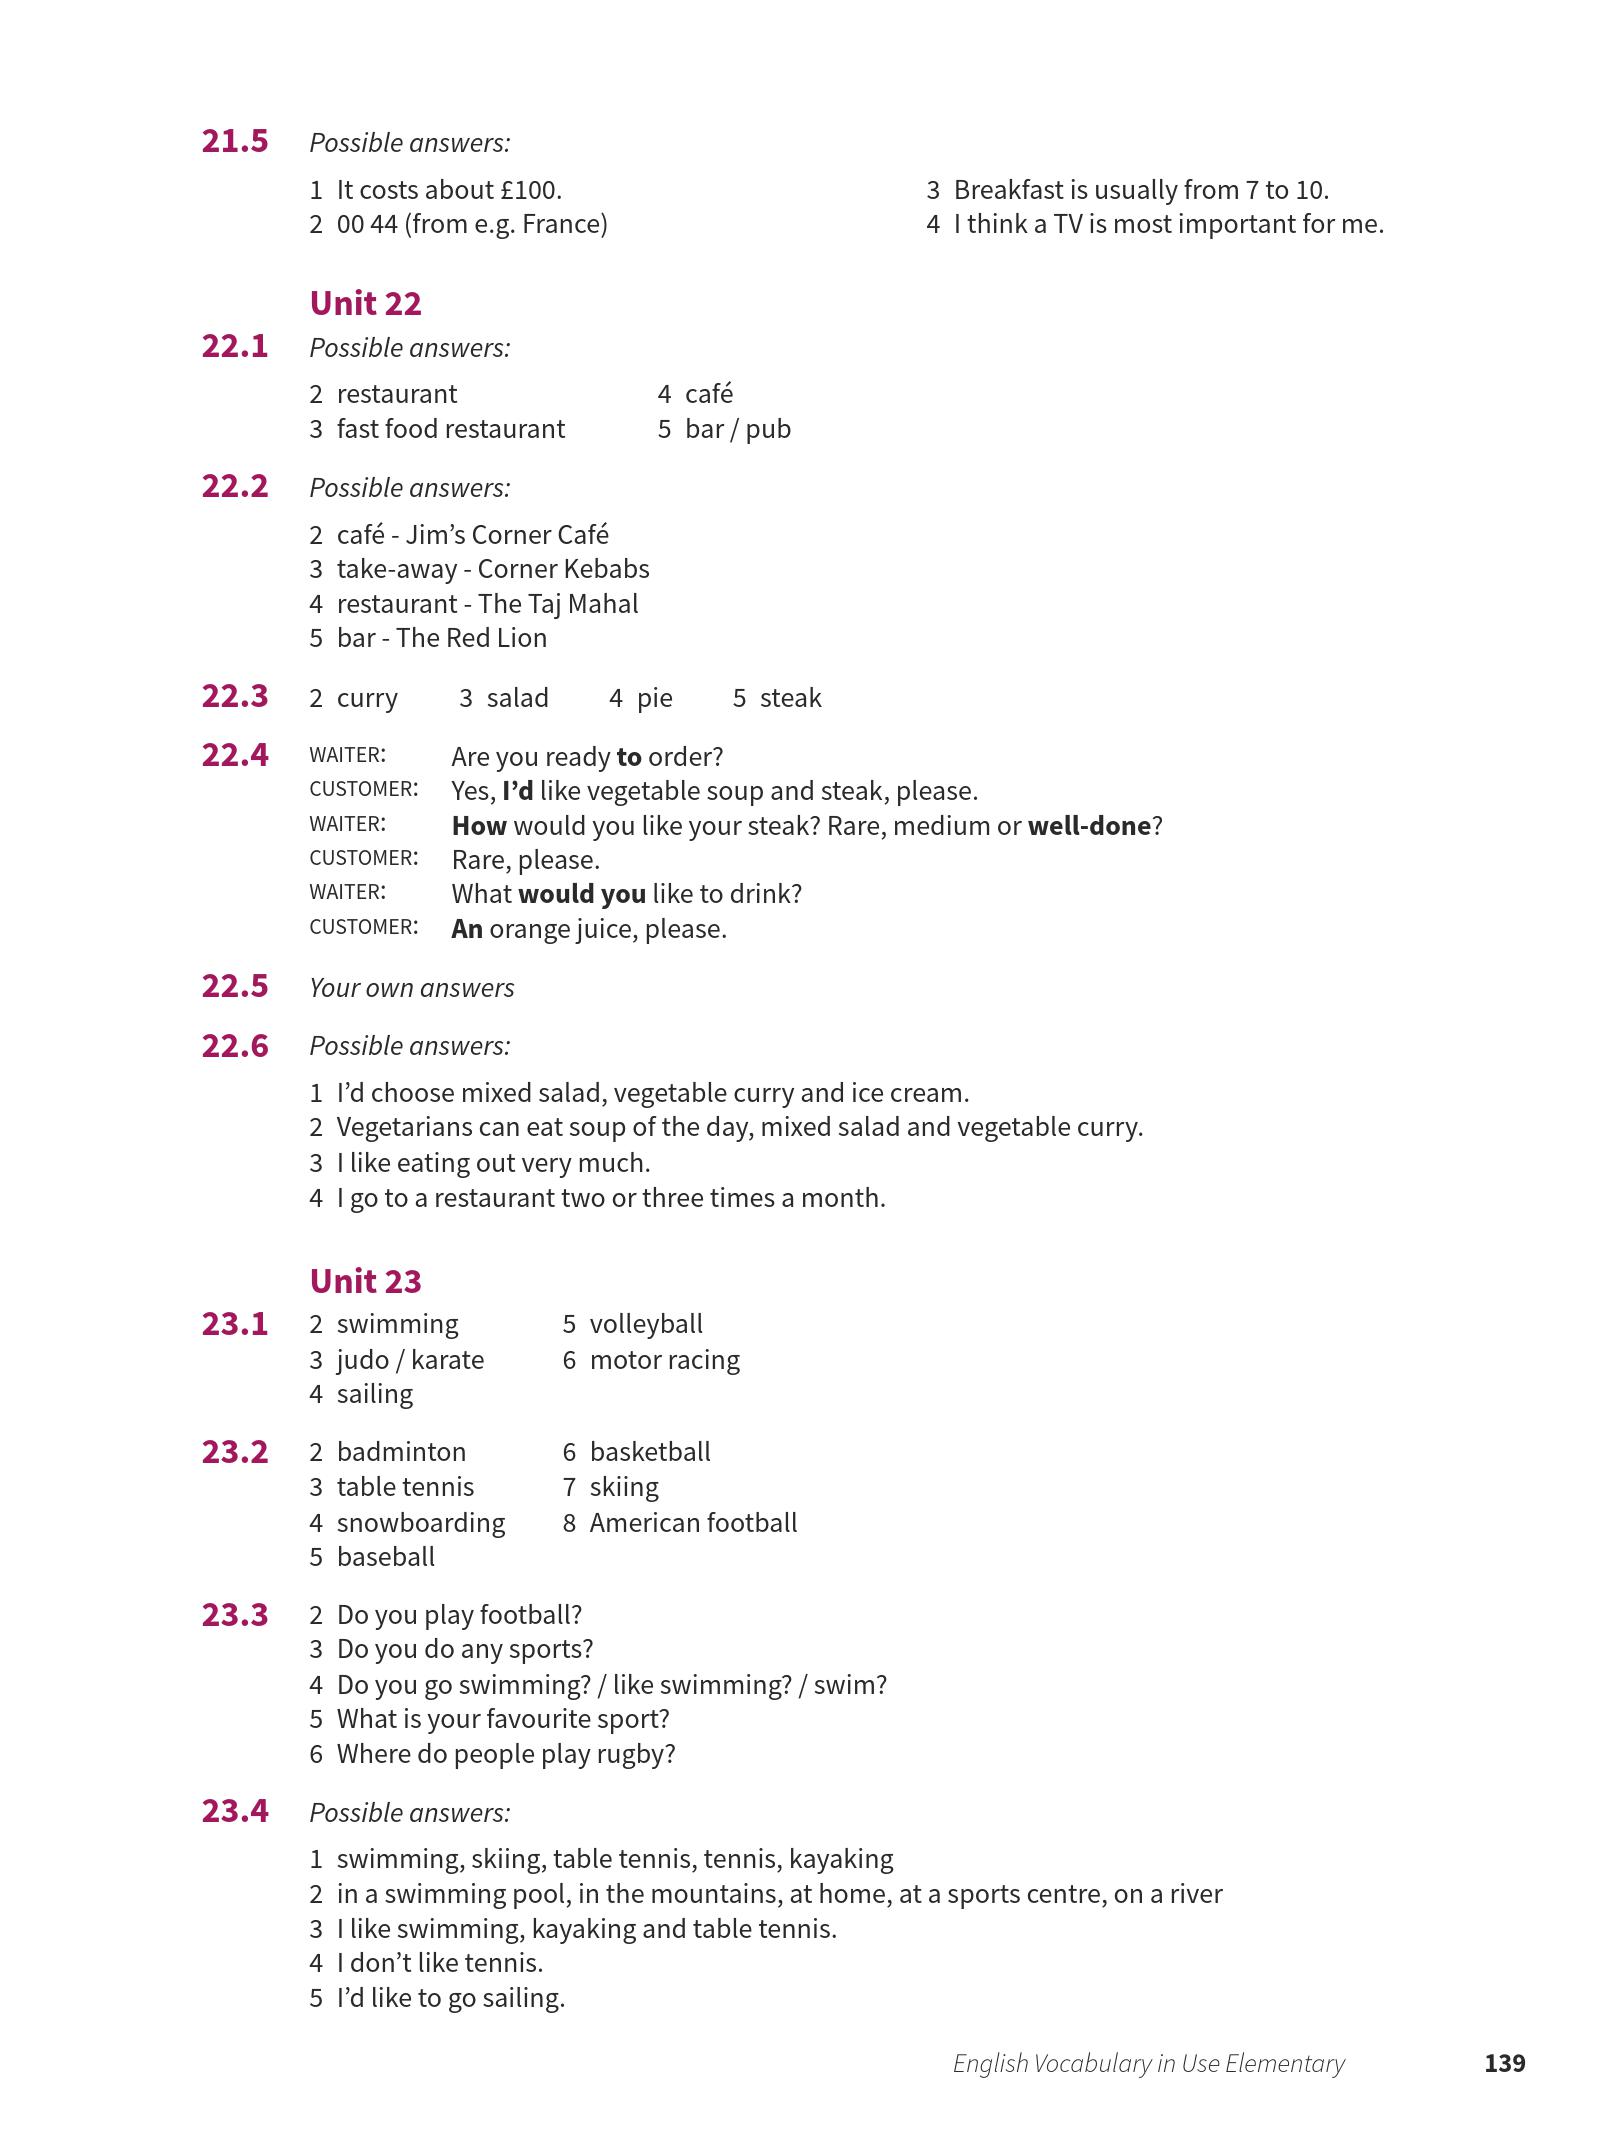 21.5 Possible answers:
1 It costs about £100.
2 00 44 (from e.g. France)
3 Breakfast is usually from 7 to 10.
4 I think a TV is most important for me.
Unit 22
22.1 Possible answers:
2 restaurant
3 fast food restaurant
4 café
5 bar / pub
22.2 Possible answers:
2 café - Jim’s Corner Café
3 take-away - Corner Kebabs
4 restaurant - The Taj Mahal
5 bar - The Red Lion
22.3 2 curry 3 salad 4 pie 5 steak
22.4 WAITER: Are you ready to order?
CUSTOMER: Yes, I’d like vegetable soup and steak, please.
WAITER: How would you like your steak? Rare, medium or well-done?
CUSTOMER: Rare, please.
WAITER: What would you like to drink?
CUSTOMER: An orange juice, please.
22.5 Your own answers
22.6 Possible answers:
1 I’d choose mixed salad, vegetable curry and ice cream.
2 Vegetarians can eat soup of the day, mixed salad and vegetable curry.
3 I like eating out very much.
4 I go to a restaurant two or three times a month.
Unit 23
23.1 2 swimming
3 judo / karate
4 sailing
5 volleyball
6 motor racing
23.2 2 badminton
3 table tennis
4 snowboarding
5 baseball
6 basketball
7 skiing
8 American football
23.3 2 Do you play football?
3 Do you do any sports?
4 Do you go swimming? / like swimming? / swim?
5 What is your favourite sport?
6 Where do people play rugby?
23.4 Possible answers:
1 swimming, skiing, table tennis, tennis, kayaking
2 in a swimming pool, in the mountains, at home, at a sports centre, on a river
3 I like swimming, kayaking and table tennis.
4 I don’t like tennis.
5 I’d like to go sailing.
English Vocabulary in Use Elementary 139